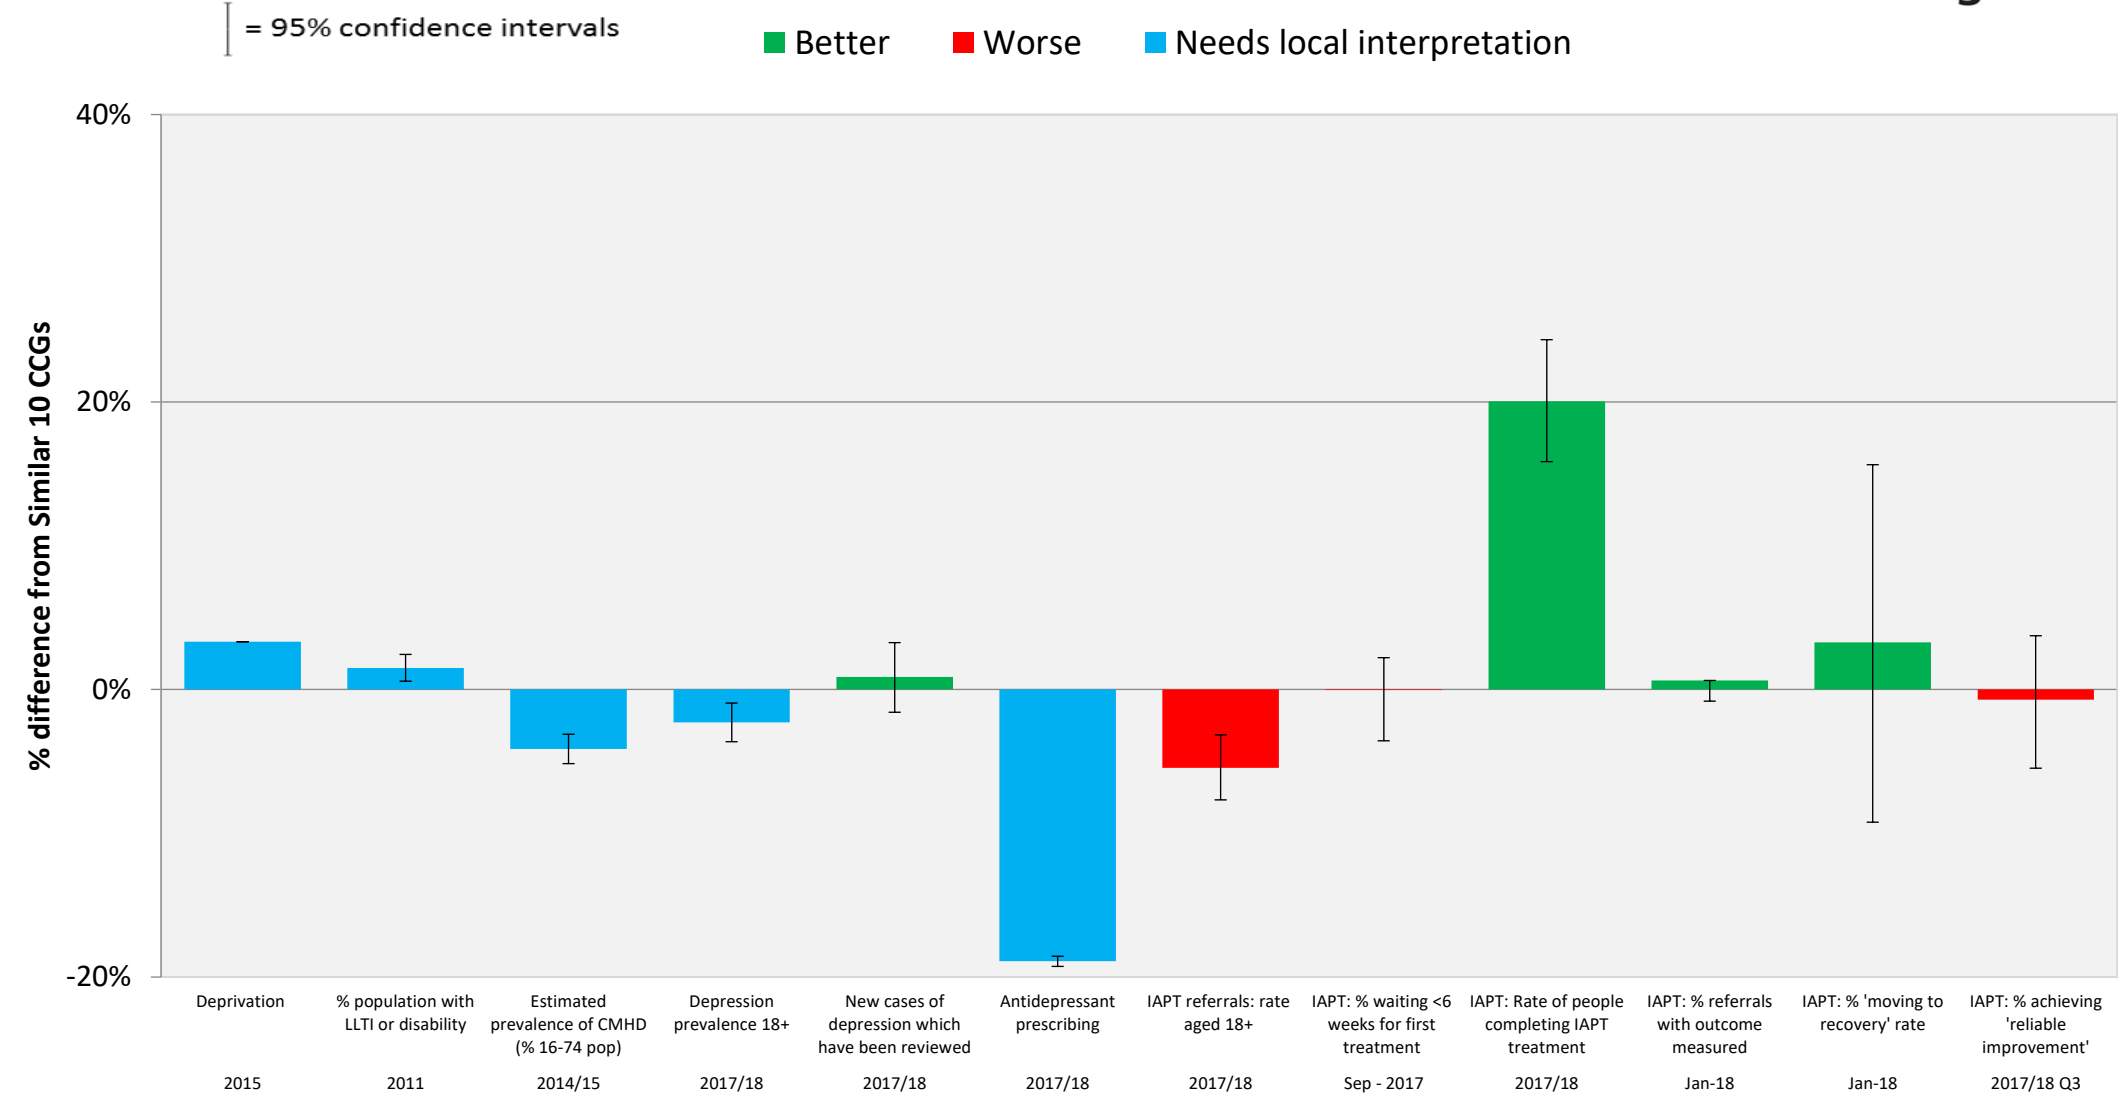 = 95% confidence intervals
Better
Worse
Needs local interpretation
% difference from Similar 10 CCGs
40%
20%
0%
-20%
Deprivation
2015
% population with
LLTI or disability
2011
Estimated
prevalence of CMHD
(% 16-74 pop)
2014/15
Depression
prevalence 18+
2017/18
New cases of
depression which
have been reviewed
2017/18
Antidepressant
prescribing
2017/18
IAPT referrals: rate
aged 18+
2017/18
IAPT: % waiting <6
weeks for first
treatment
Sep - 2017
IAPT: Rate of people
completing IAPT
treatment
2017/18
IAPT: % referrals
with outcome
measured
Jan-18
IAPT: % 'moving to
recovery' rate
Jan-18
IAPT: % achieving
'reliable
improvement'
2017/18 Q3